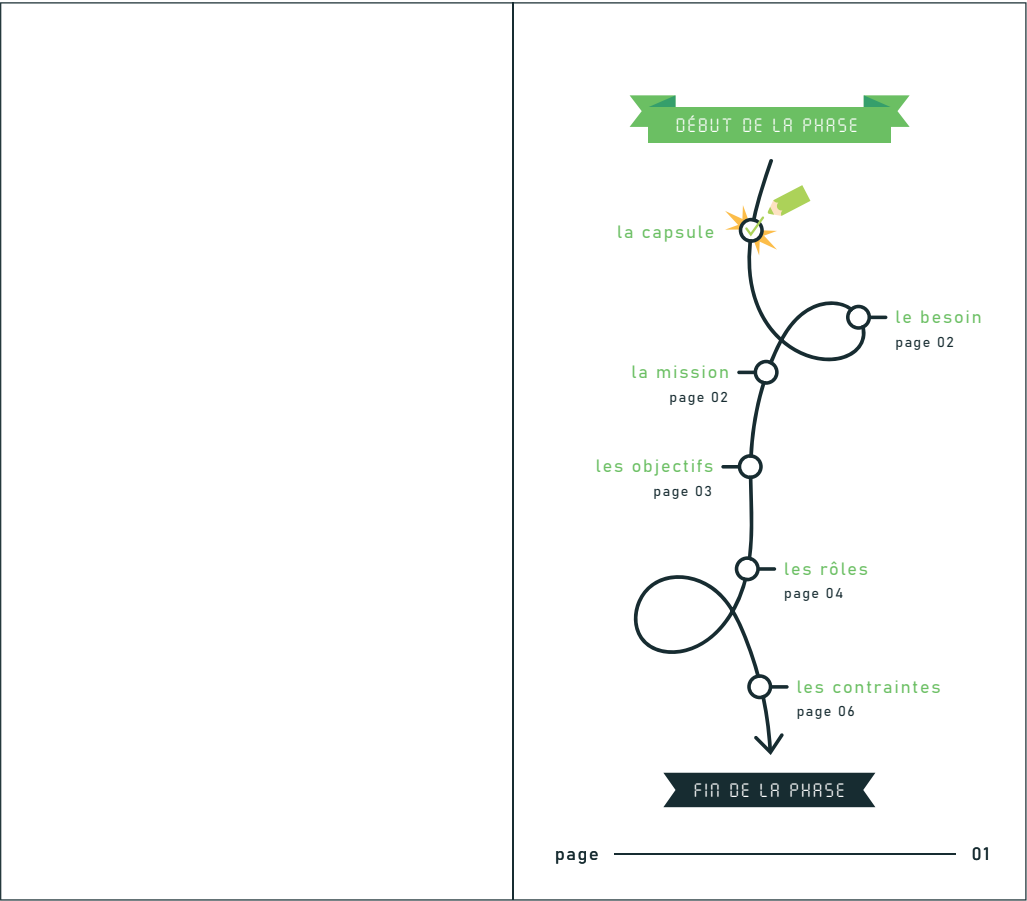 DÉBUT DE LA PHASE
la capsule
le besoin
page 02
la mission
page 02
les objectifs
page 03
les rôles
page 04
les contraintes
page 06
FIN DE LA PHASE
page 01